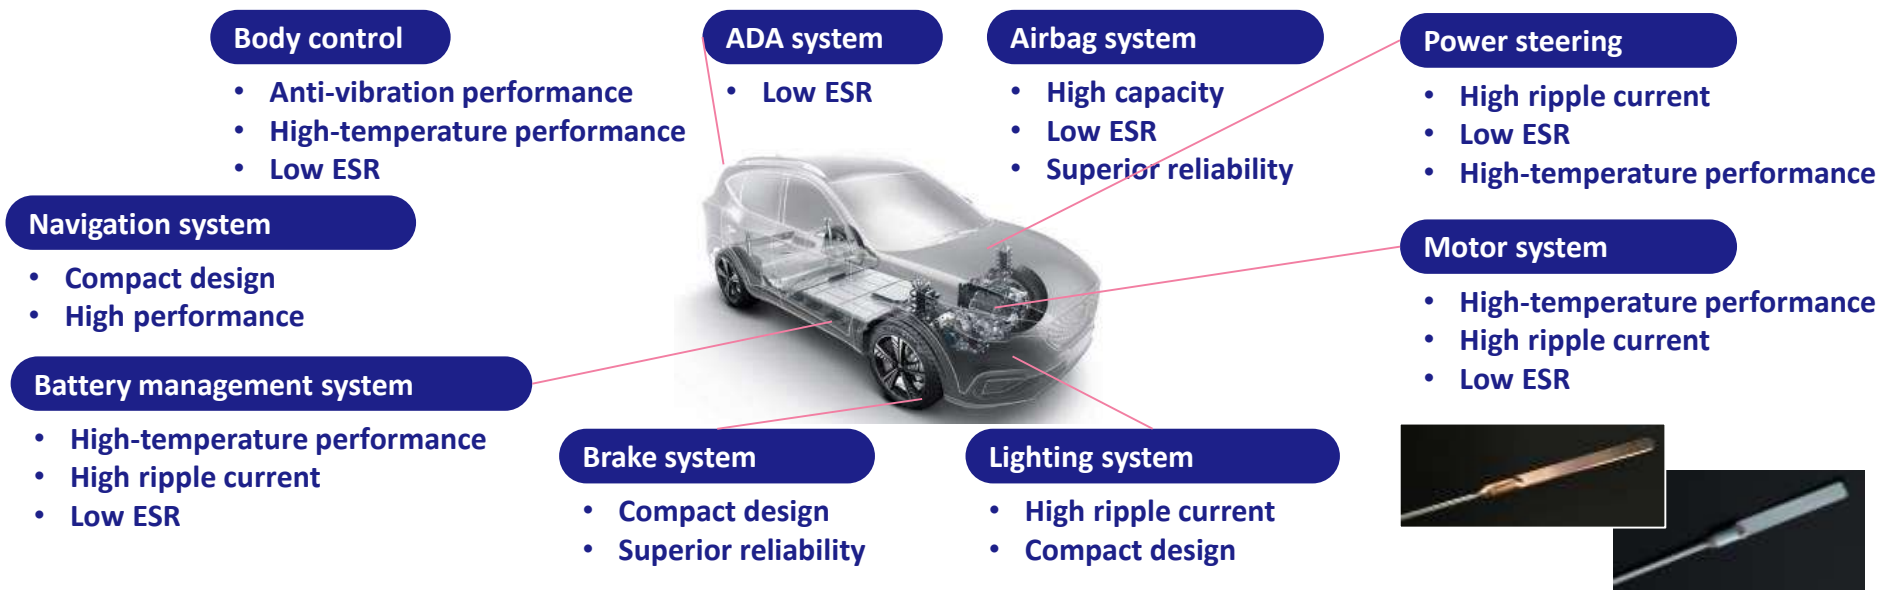 Body control
• Anti-vibration performance
• High-temperature performance
• Low ESR
ADA system
• Low ESR
Airbag system
• High capacity
• Low ESR
• Superior reliability
Power steering
• High ripple current
• Low ESR
• High-temperature performance
Navigation system
• Compact design
• High performance
Motor system
• High-temperature performance
• High ripple current
• Low ESR
Battery management system
• High-temperature performance
• High ripple current
• Low ESR
Brake system
• Compact design
• Superior reliability
Lighting system
• High ripple current
• Compact design